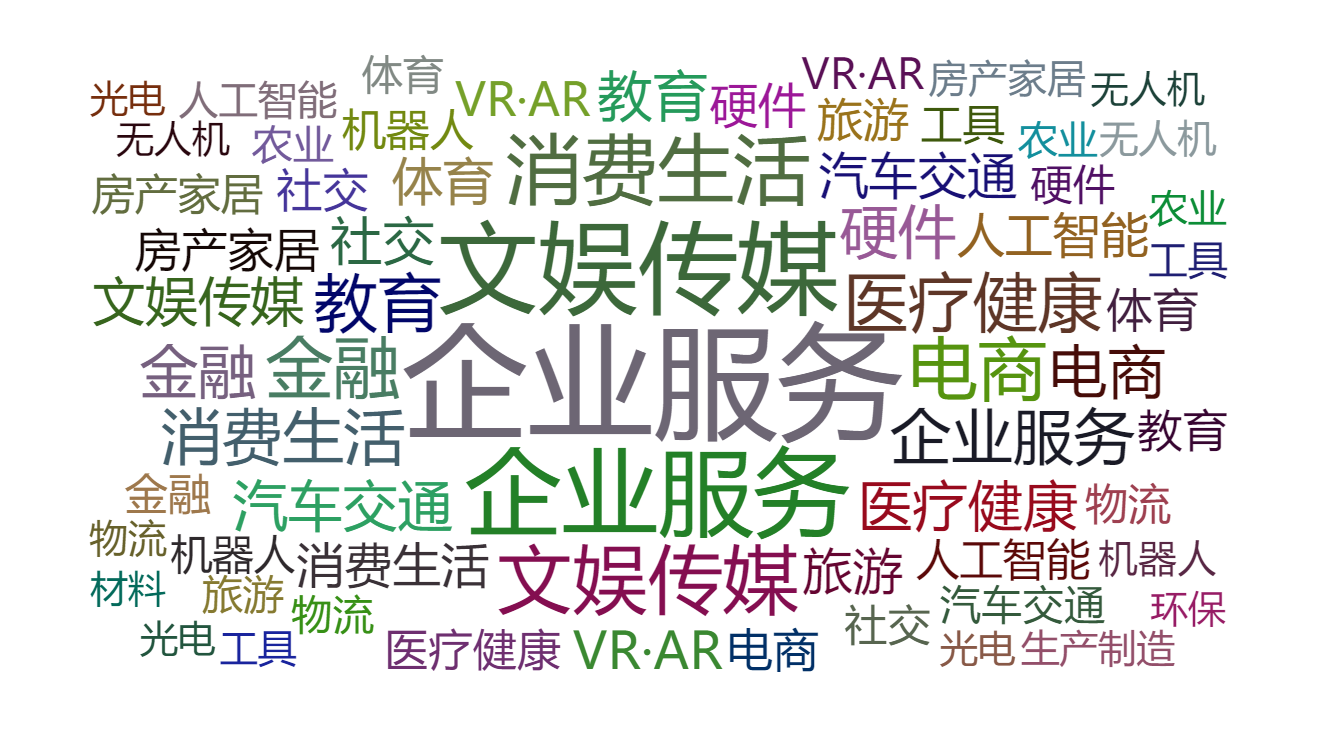 体育
VR·AR
光电
人工智能
VR·AR
教育
硬件
房产家居
无人机
无人机
农业
机器人
消费生活
旅游
工具
农业
无人机
房产家居
社交
体育
汽车交通
硬件
农业
房产家居
社交
文娱传媒
硬件
人工智能
工具
文娱传媒
教育
医疗健康
体育
金融
金融
企业服务
电商
电商
消费生活
企业服务
教育
金融
汽车交通
企业服务
医疗健康
物流
物流
机器人
消费生活
文娱传媒
旅游
人工智能
机器人
材料
旅游
物流
社交
汽车交通
环保
光电
工具
医疗健康
VR·AR
电商
光电
生产制造